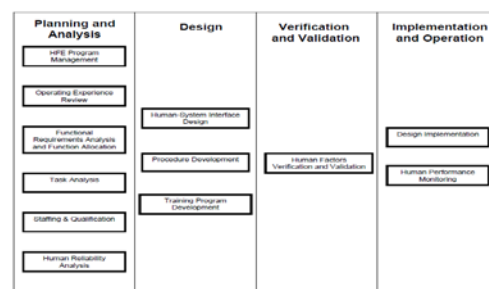 Planning and
Analysis
HFE Program
Management
Operating Experience
Review
Functional
Requirements Analysis
and Function Allocation
Task Analysis
Staffing & Qualification
Human Reliability
Analysis
Design
Human-System Interface
Design
Procedure Development
Training Program
Development
Verification
and Validation
Human Factors
Verification and Validation
Implementation
and Operation
Design Implementation
Human Performance
Monitoring